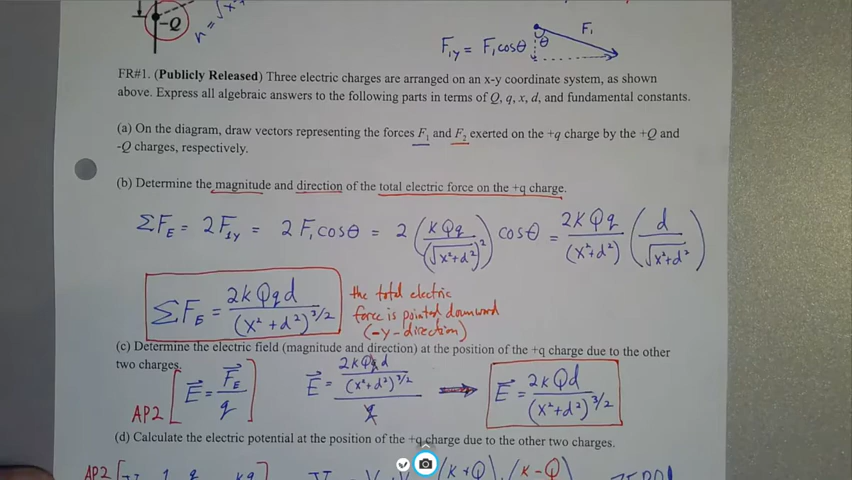 -Q
r = √x²
F₁
θ
F₁y = F₁cosθ
FR#1. (Publicly Released) Three electric charges are arranged on an x-y coordinate system, as shown
above. Express all algebraic answers to the following parts in terms of Q, q, x, d, and fundamental constants.
(a) On the diagram, draw vectors representing the forces F₁ and F₂ exerted on the +q charge by the +Q and
-Q charges, respectively.
(b) Determine the magnitude and direction of the total electric force on the +q charge.
ΣF_E = 2F₁y = 2F₁cosθ = 2(kQq/(√x²+d²)²)cosθ = 2kQq/(x²+d²) (d/√x²+d²)
ΣF_E = 2kQqd/(x²+d²)^3/2
the total electric
force is pointed downward
(-y-direction)
(c) Determine the electric field (magnitude and direction) at the position of the +q charge due to the other
two charges.
AP2 [E⃗ = F⃗_E/q] E⃗ = (2kQqd/(x²+d²)^3/2)/q ⇒ E⃗ = 2kQd/(x²+d²)^3/2
(d) Calculate the electric potential at the position of the +q charge due to the other two charges.